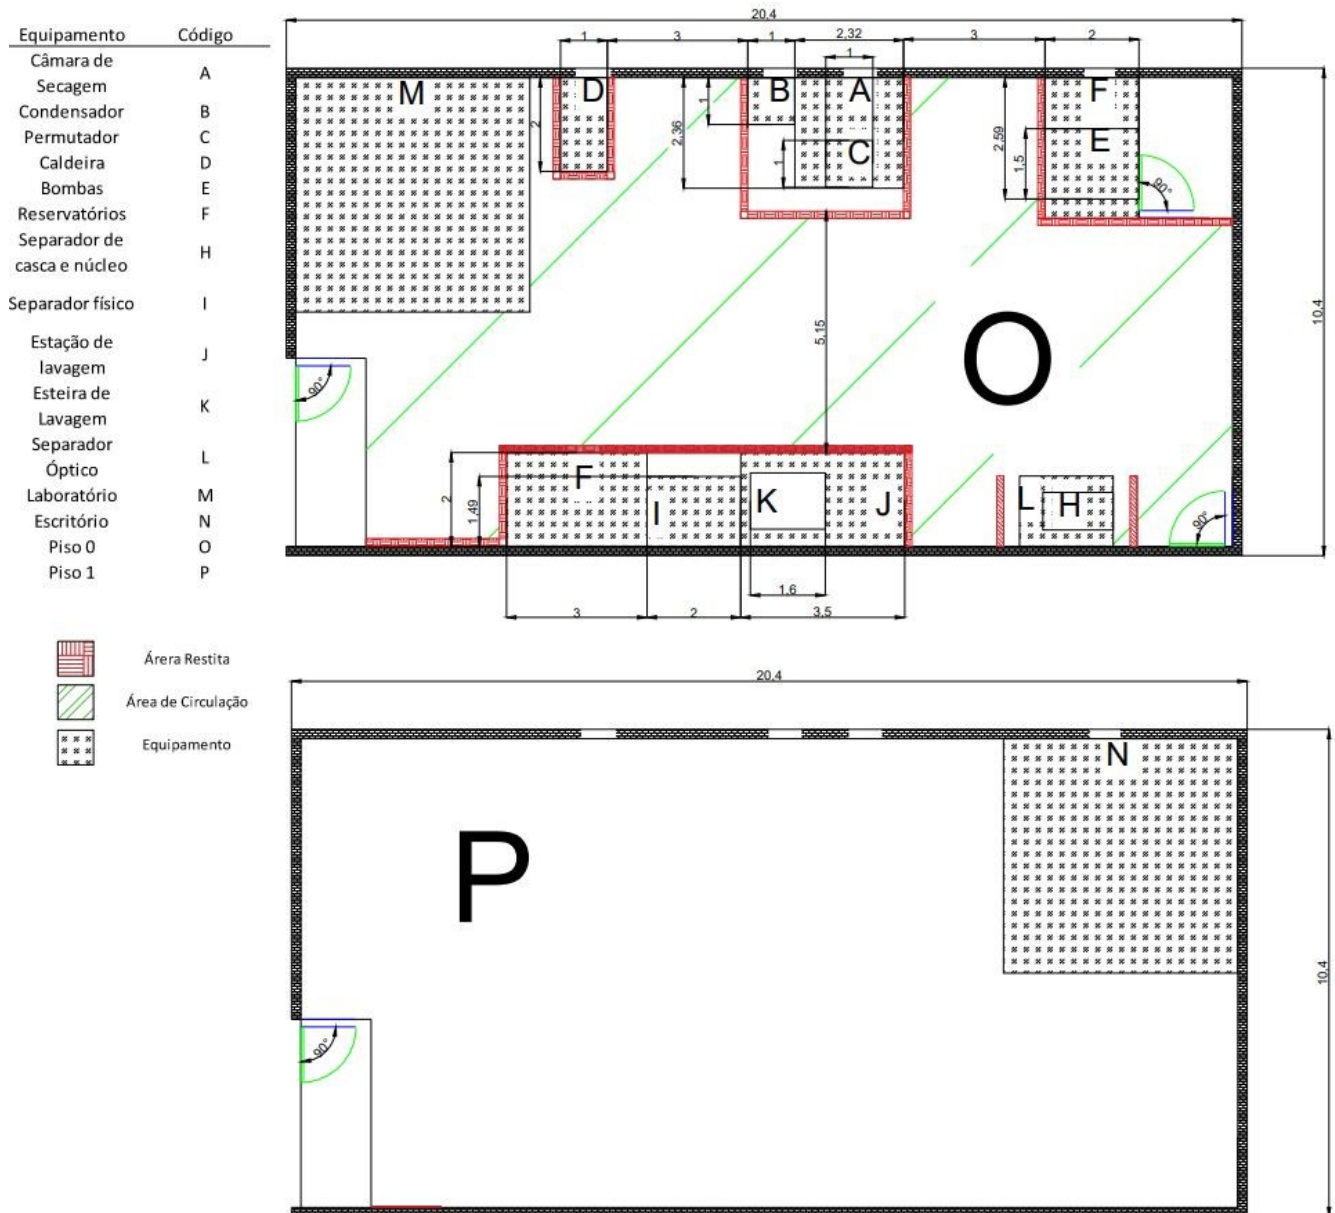 Equipamento Código
Câmara de
Secagem A
Condensador B
Permutador C
Caldeira D
Bombas E
Reservatórios F
Separador de
casca e núcleo H
Separador físico I
Estação de
lavagem J
Esteira de
Lavagem K
Separador
Óptico L
Laboratório M
Escritório N
Piso 0 O
Piso 1 P
Árera Restita
Área de Circulação
Equipamento
20,4
1 3 1 2,32 3 2
1
M D B A F
2 1 2,36 2,59
C E
1 1,5
90°
10,4
5,15
O
90°
F
2 1,49
I K J L H
90°
1,6
3 2 3,5
20,4
N
P
10,4
90°